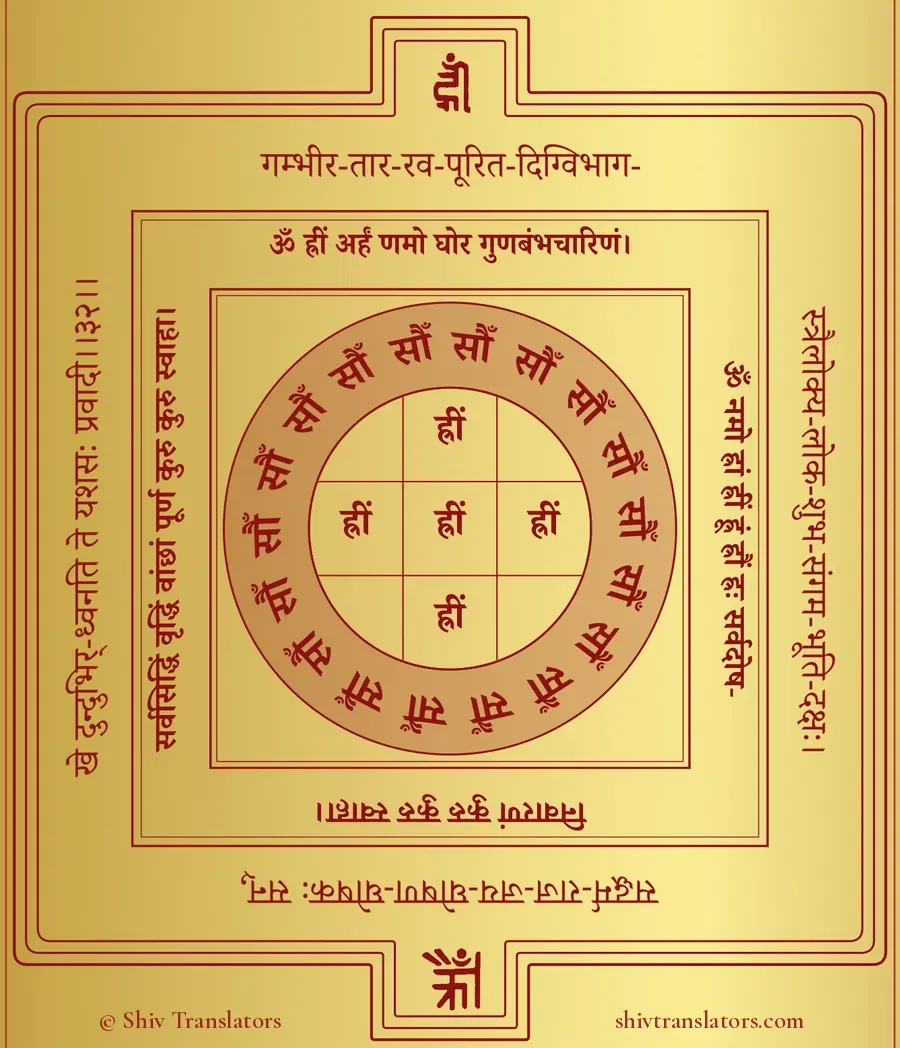 गम्भीर-तार-रव-पूरित-दिग्विभाग-
स्त्रैलोक्य-लोक-शुभ-संगम-भूति-दक्षः।
सद्धर्म-राज-जय-घोषण-घोषकः सन्,
खे दुन्दुभिर्-ध्वनति ते यशसः प्रवादी।।३२।।
ॐ ह्रीं अर्हं णमो घोर गुणबंभचारिणं।
ॐ नमो ह्रां ह्रीं ह्रूं ह्रौं ह्रः सर्वदोष-
निवारणं कुरु कुरु स्वाहा।
सर्वसिद्धिं वृद्धिं वांछां पूर्ण कुरु कुरु स्वाहा।
सौं सौं सौं सौं सौं सौं सौं सौं सौं सौं सौं सौं सौं सौं सौं सौं सौं सौं
ह्रीं
ह्रीं ह्रीं ह्रीं
ह्रीं
© Shiv Translators
shivtranslators.com